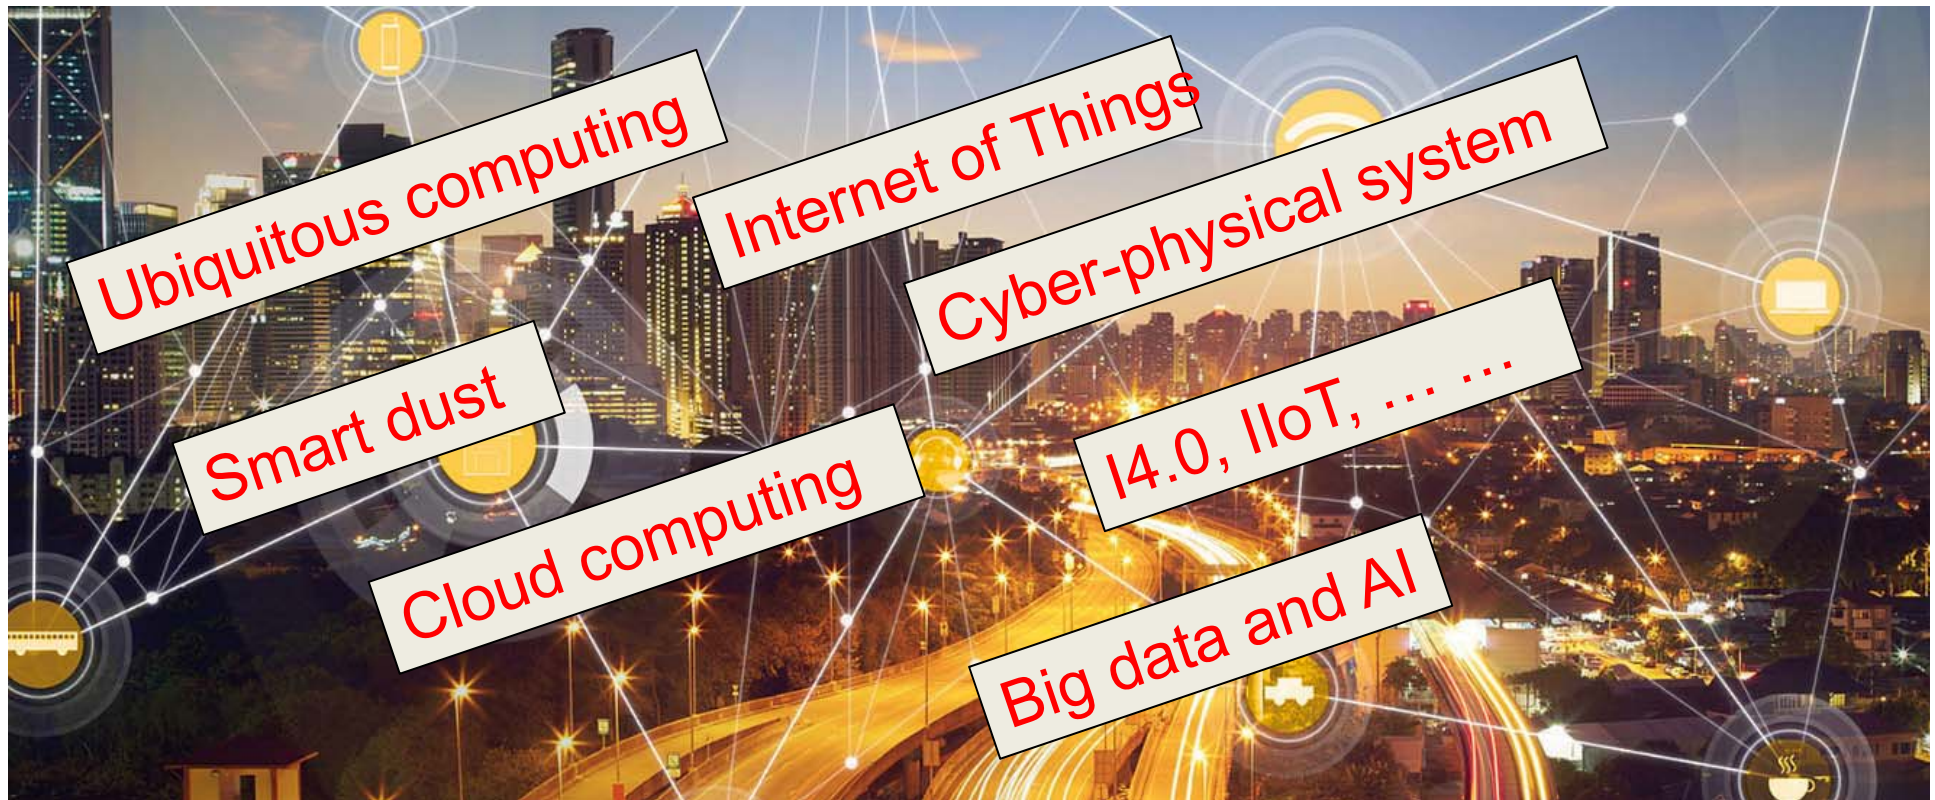 Ubiquitous computing
Internet of Things
Cyber-physical system
Smart dust
I4.0, IIoT, … …
Cloud computing
Big data and AI